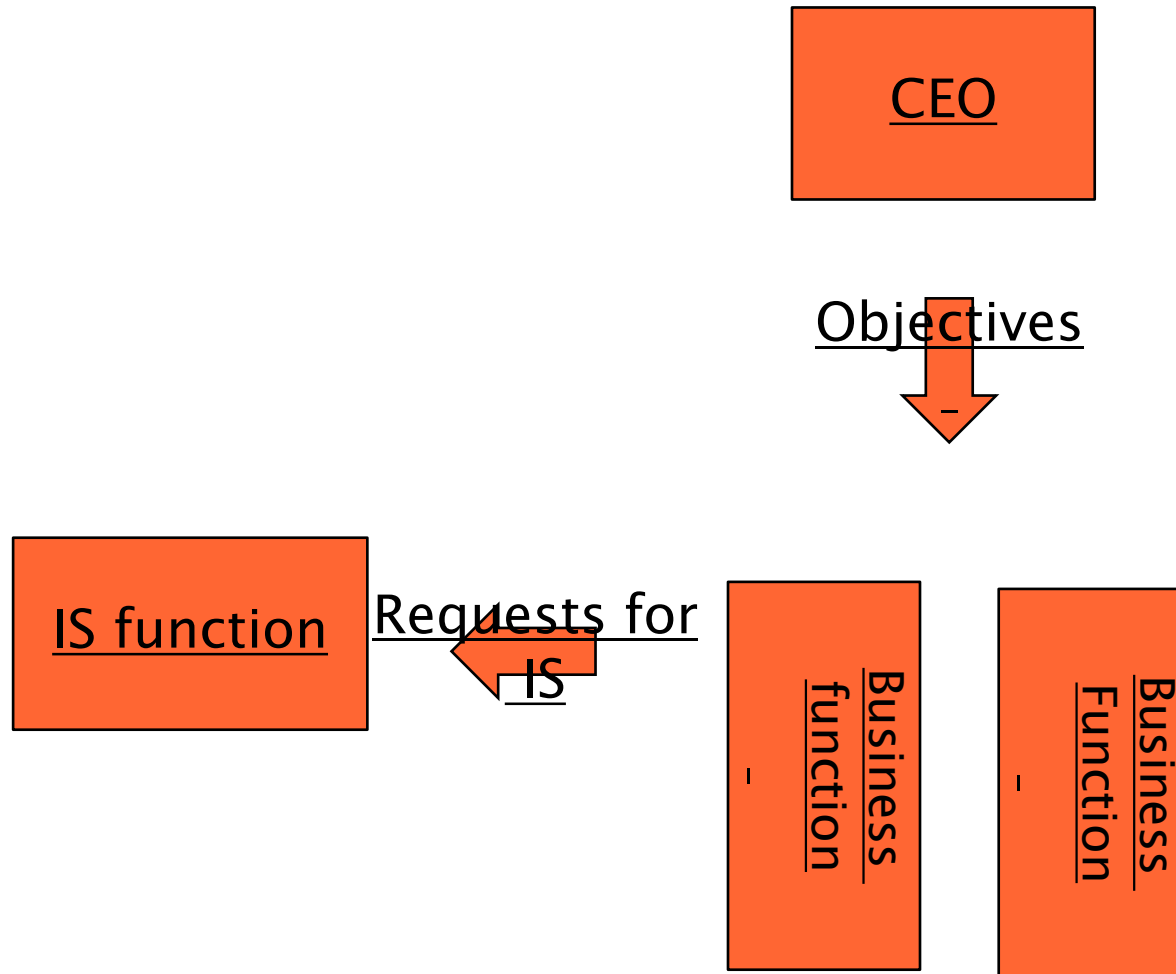 CEO
Objectives
IS function
Requests for
IS
Business
function
Business
Function